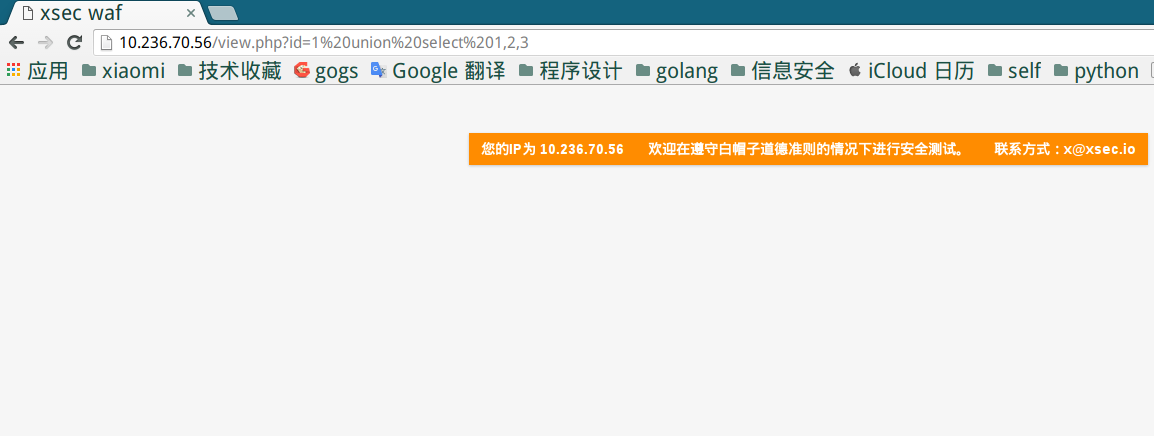 xsec waf
10.236.70.56/view.php?id=1%20union%20select%201,2,3
应用 xiaomi 技术收藏 gogs Google 翻译 程序设计 golang 信息安全 iCloud 日历 self python
您的IP为 10.236.70.56 欢迎在遵守白帽子道德准则的情况下进行安全测试。 联系方式：x@xsec.io